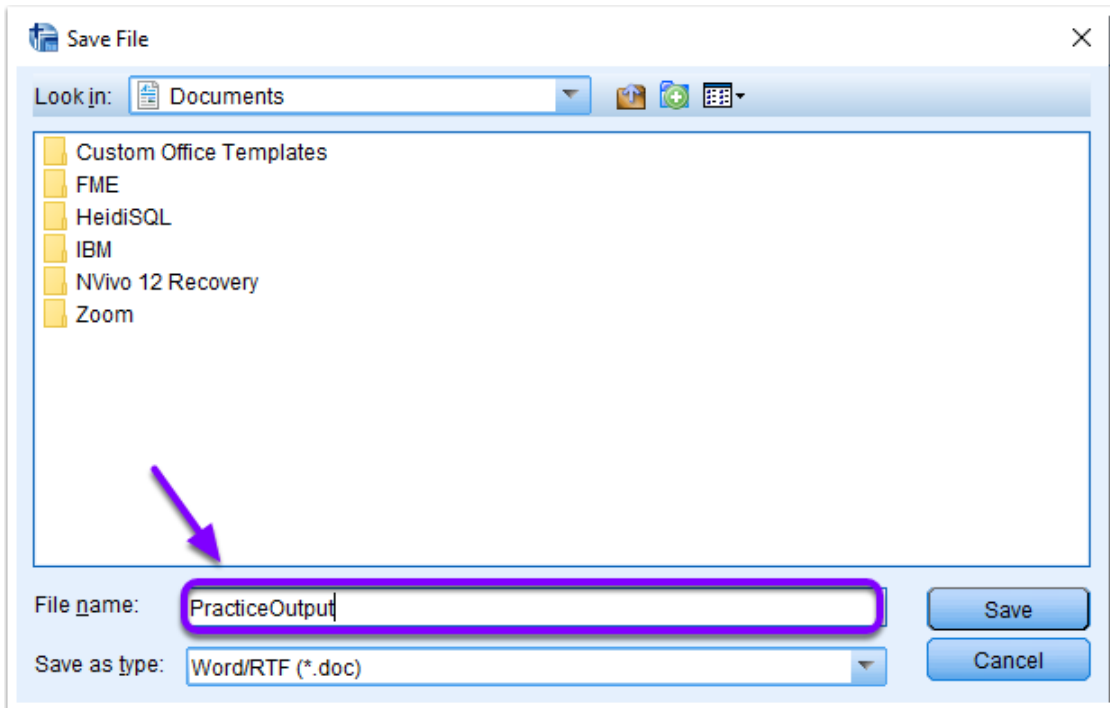 Save File
Look in: Documents
Custom Office Templates
FME
HeidiSQL
IBM
NVivo 12 Recovery
Zoom
File name: PracticeOutput Save
Save as type: Word/RTF (*.doc) Cancel